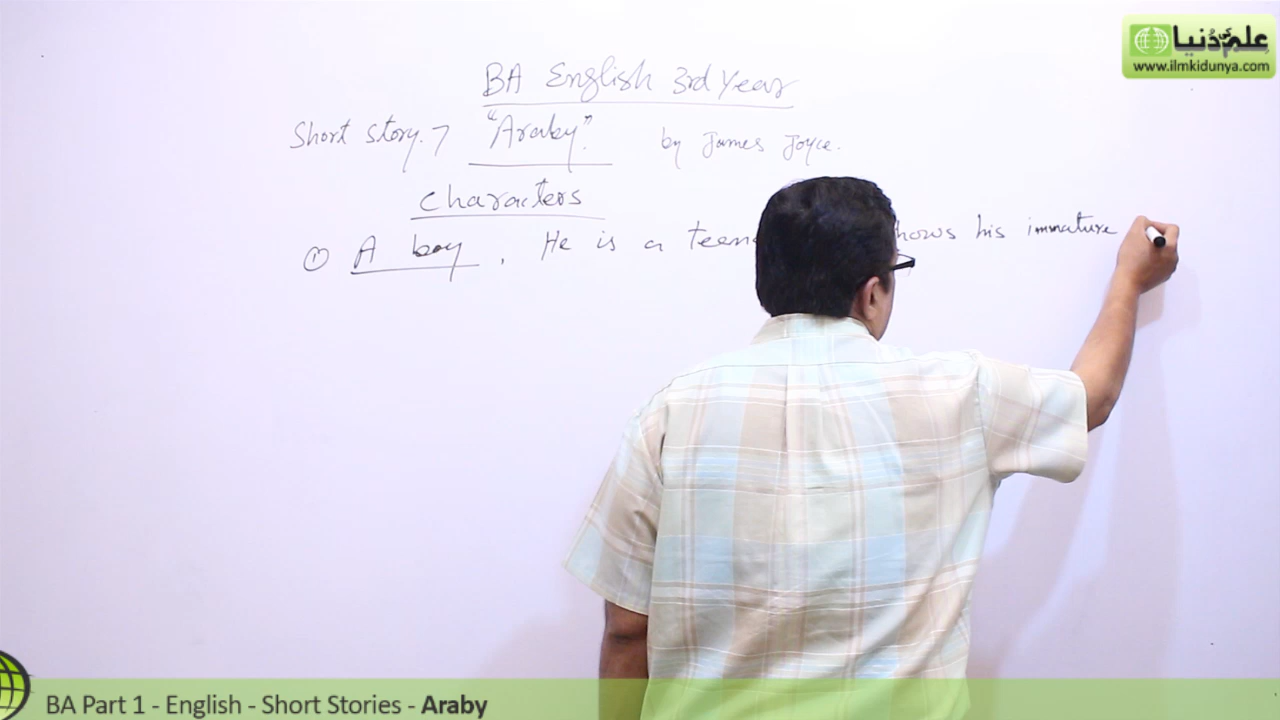 علم کی دنیا
www.ilmkidunya.com
BA English 3rd Year
Short Story. 7 "Araby". by James Joyce.
Characters
① A boy, He is a teen hows his immature
BA Part 1 - English - Short Stories - Araby